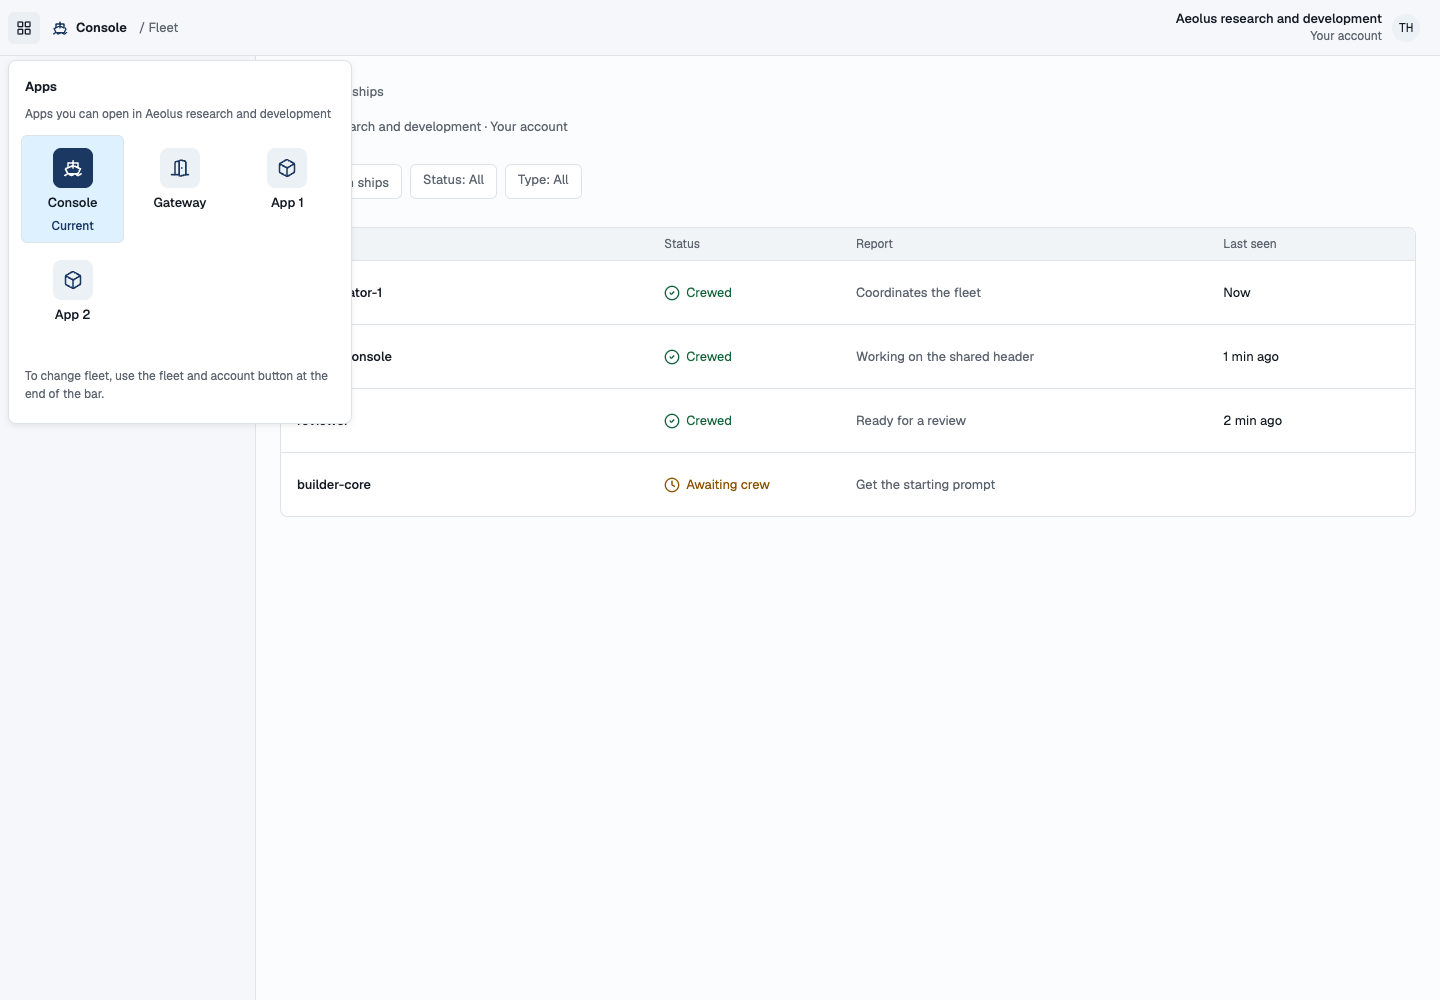 Console / Fleet
Aeolus research and development
Your account
TH
Apps
Apps you can open in Aeolus research and development
Console
Current
Gateway
App 1
App 2
To change fleet, use the fleet and account button at the
end of the bar.
ships
and development · Your account
ships
Status: All
Type: All
Status
Report
Last seen
Crewed
Coordinates the fleet
Now
Crewed
Working on the shared header
1 min ago
Crewed
Ready for a review
2 min ago
builder-core
Awaiting crew
Get the starting prompt